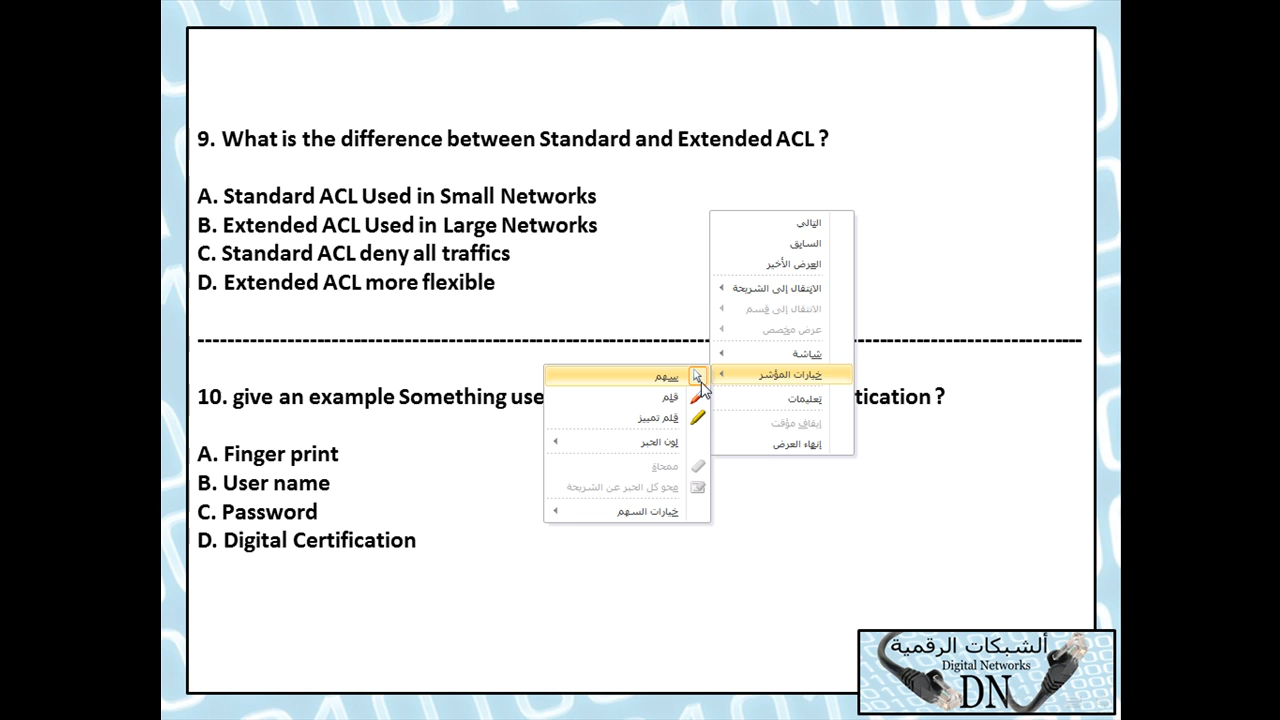 9. What is the difference between Standard and Extended ACL ?
A. Standard ACL Used in Small Networks
B. Extended ACL Used in Large Networks
C. Standard ACL deny all traffics
D. Extended ACL more flexible
10. give an example Something use
tication ?
A. Finger print
B. User name
C. Password
D. Digital Certification
التالي
السابق
العرض الأخير
الانتقال إلى الشريحة
الانتقال إلى قسم
عرض مخصص
شاشة
خيارات المؤشر
تعليمات
إيقاف مؤقت
إنهاء العرض
سهم
قلم
قلم تمييز
لون الحبر
ممحاة
محو كل الحبر عن الشريحة
خيارات السهم
ألشبكات الرقمية
Digital Networks
DN